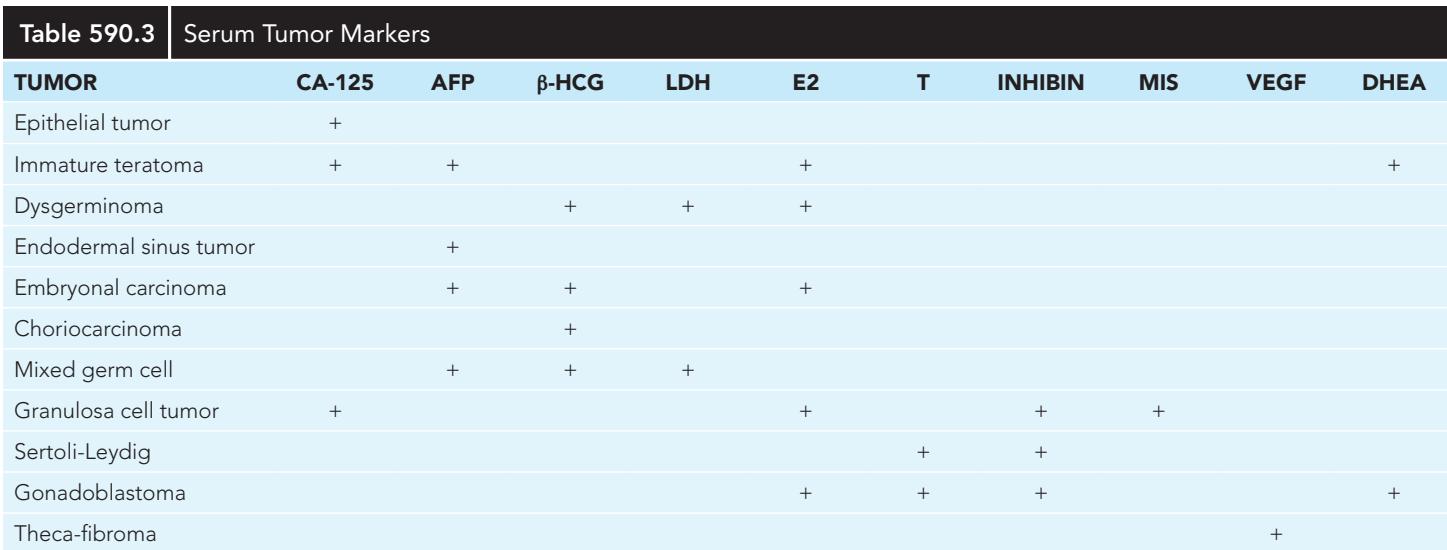 Table 590.3 Serum Tumor Markers
TUMOR CA-125 AFP β-HCG LDH E2 T INHIBIN MIS VEGF DHEA
Epithelial tumor +
Immature teratoma + + + +
Dysgerminoma + + +
Endodermal sinus tumor +
Embryonal carcinoma + + +
Choriocarcinoma +
Mixed germ cell + + +
Granulosa cell tumor + + + +
Sertoli-Leydig + +
Gonadoblastoma + + + +
Theca-fibroma +